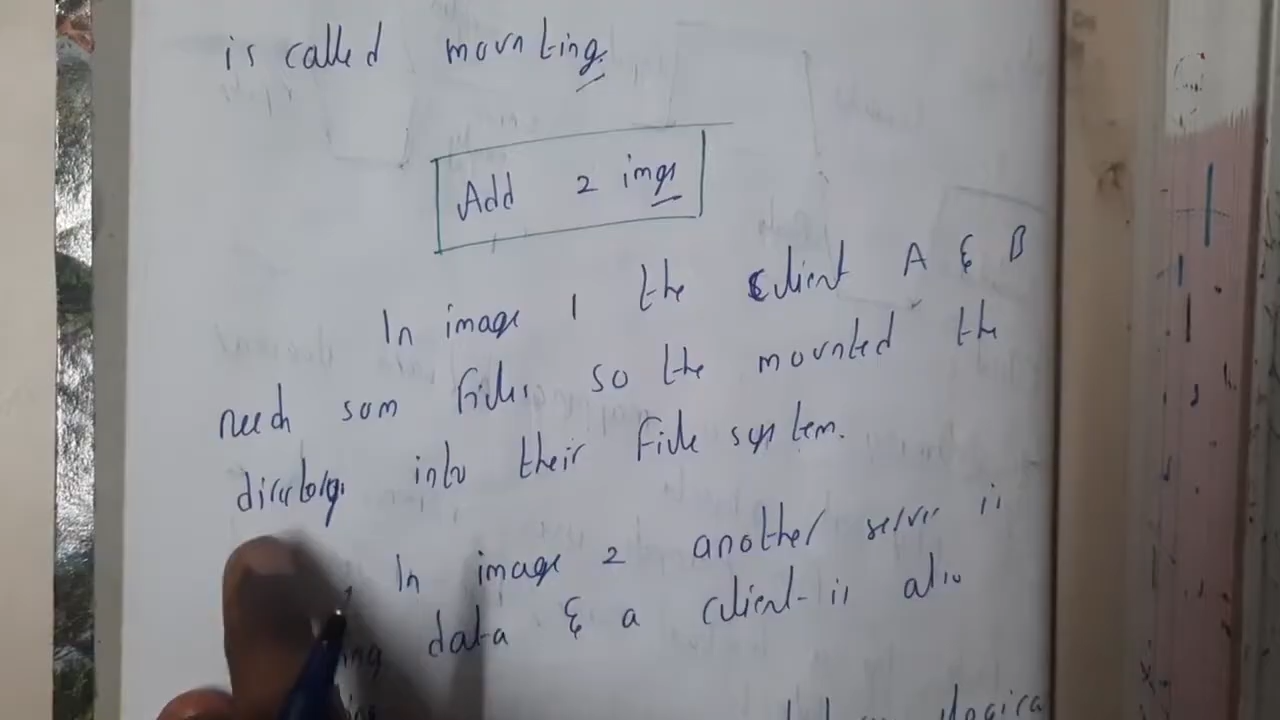 is called mounting.
Add 2 imgs
In image 1 the client A & B
need som files so the mounted the
directory into their file system.
In image 2 another server is
data & a client is also